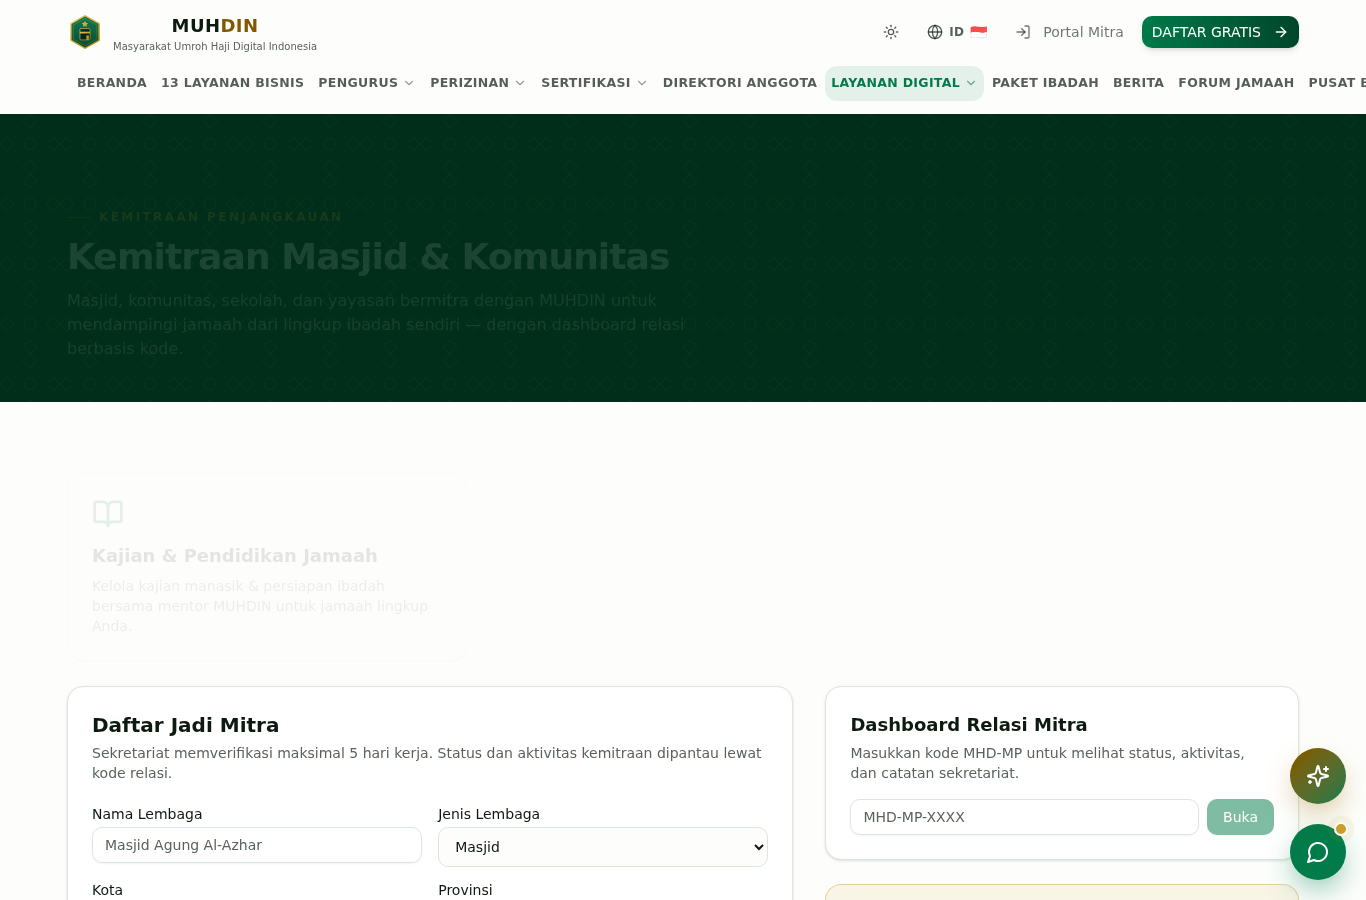 MUHDIN
Masyarakat Umroh Haji Digital Indonesia
ID
Portal Mitra
DAFTAR GRATIS
BERANDA
13 LAYANAN BISNIS
PENGURUS
PERIZINAN
SERTIFIKASI
DIREKTORI ANGGOTA
LAYANAN DIGITAL
PAKET IBADAH
BERITA
FORUM JAMAAH
PUSAT
KEMITRAAN PENJANGKAUAN
Kemitraan Masjid & Komunitas
Masjid, komunitas, sekolah, dan yayasan bermitra dengan MUHDIN untuk
mendampingi jamaah dari lingkup ibadah sendiri — dengan dashboard relasi
berbasis kode.
Kajian & Pendidikan Jamaah
Kelola kajian manasik & persiapan ibadah
bersama mentor MUHDIN untuk jamaah lingkup
Anda.
Daftar Jadi Mitra
Sekretariat memverifikasi maksimal 5 hari kerja. Status dan aktivitas kemitraan dipantau lewat
kode relasi.
Nama Lembaga
Masjid Agung Al-Azhar
Jenis Lembaga
Masjid
Kota
Provinsi
Dashboard Relasi Mitra
Masukkan kode MHD-MP untuk melihat status, aktivitas,
dan catatan sekretariat.
MHD-MP-XXXX
Buka